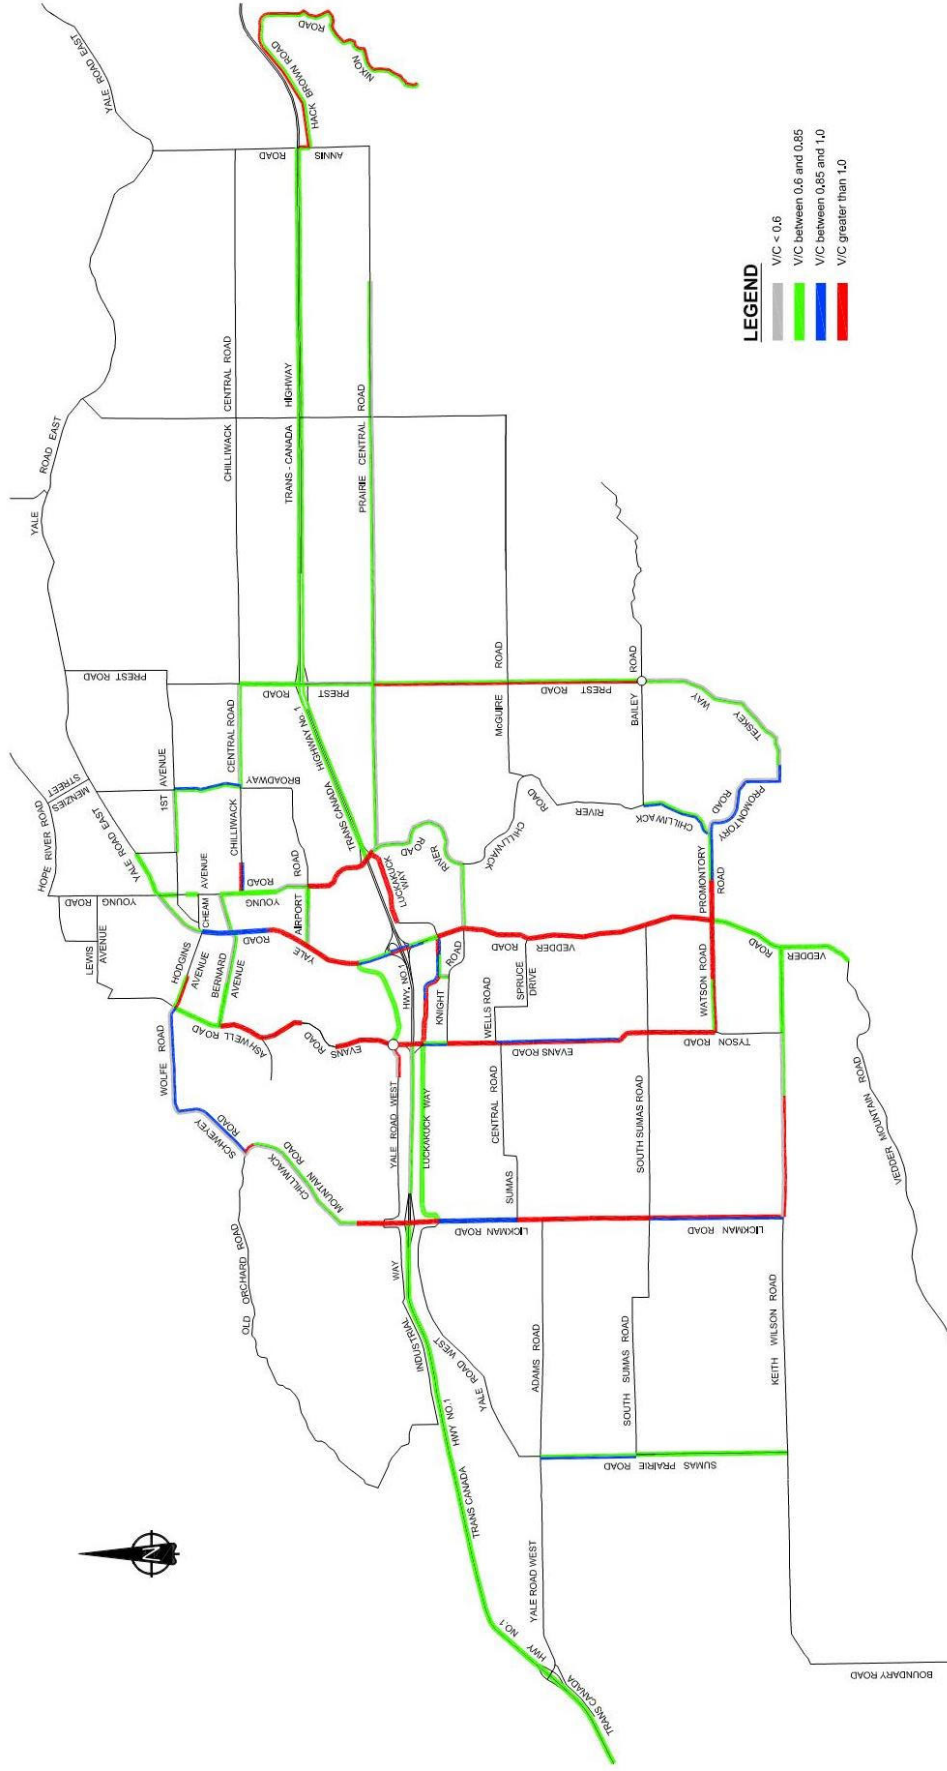 YALE ROAD EAST
NIXON
ROAD
HACK BROWN ROAD
ANNIS
ROAD
LEGEND
V/C < 0.6
V/C between 0.6 and 0.85
V/C between 0.85 and 1.0
V/C greater than 1.0
CHILLIWACK CENTRAL ROAD
TRANS - CANADA HIGHWAY
PRAIRIE CENTRAL ROAD
YALE
ROAD EAST
PREST ROAD
PREST
ROAD
McGUIRE ROAD
PREST ROAD
BAILEY ROAD
TESKEY
WAY
PROMONTORY
ROAD
HOPE RIVER ROAD
MENZIES
STREET
1ST AVENUE
YALE ROAD EAST
CHILLIWACK
CENTRAL ROAD
BROADWAY
TRANS CANADA
HIGHWAY No. 1
YOUNG
ROAD
LEWIS
AVENUE
CHEAM AVENUE
YOUNG
ROAD
AIRPORT
ROAD
LUCKAKUCK
WAY
CHILLIWACK
RIVER
ROAD
RIVER
ROAD
CHILLIWACK
PROMONTORY
ROAD
HODGINS
AVENUE
BERNARD
AVENUE
YALE
ROAD
HWY. NO.1
KNIGHT
ROAD
VEDDER
ROAD
WELLS ROAD
SPRUCE
DRIVE
WATSON ROAD
VEDDER
ROAD
WOLFE ROAD
ASHWELL ROAD
EVANS
ROAD
EVANS ROAD
TYSON
ROAD
SCHWEYEY
ROAD
CHILLIWACK
MOUNTAIN
ROAD
YALE ROAD WEST
LUCKAKUCK WAY
SUMAS
CENTRAL ROAD
SOUTH SUMAS ROAD
VEDDER MOUNTAIN ROAD
LICKMAN ROAD
LICKMAN ROAD
OLD ORCHARD ROAD
INDUSTRIAL
WAY
YALE ROAD WEST
ADAMS ROAD
SOUTH SUMAS ROAD
KEITH WILSON ROAD
TRANS CANADA
HWY NO.1
SUMAS PRAIRIE ROAD
N
YALE ROAD WEST
TRANS CANADA
HWY NO.1
BOUNDARY ROAD